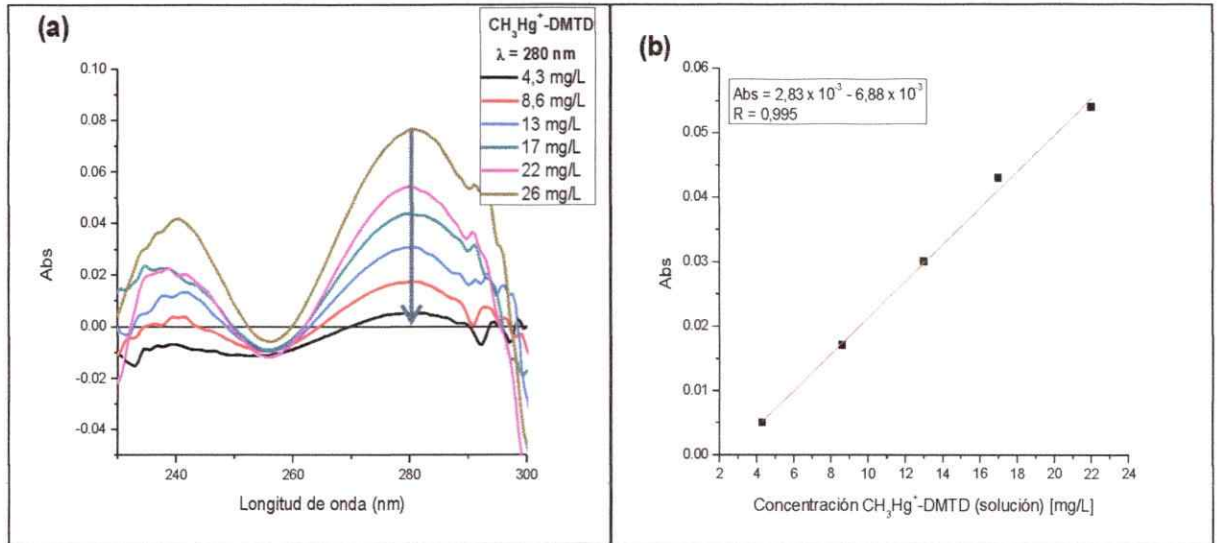 (a)
CH₃Hg⁺-DMTD
λ = 280 nm
4,3 mg/L
8,6 mg/L
13 mg/L
17 mg/L
22 mg/L
26 mg/L
0.10
0.08
0.06
0.04
0.02
0.00
-0.02
-0.04
Abs
240
260
280
300
Longitud de onda (nm)
(b)
Abs = 2,83 x 10⁻³ - 6,88 x 10⁻³
R = 0,995
0.06
0.05
0.04
0.03
0.02
0.01
0.00
Abs
2
4
6
8
10
12
14
16
18
20
22
24
Concentración CH₃Hg⁺-DMTD (solución) [mg/L]